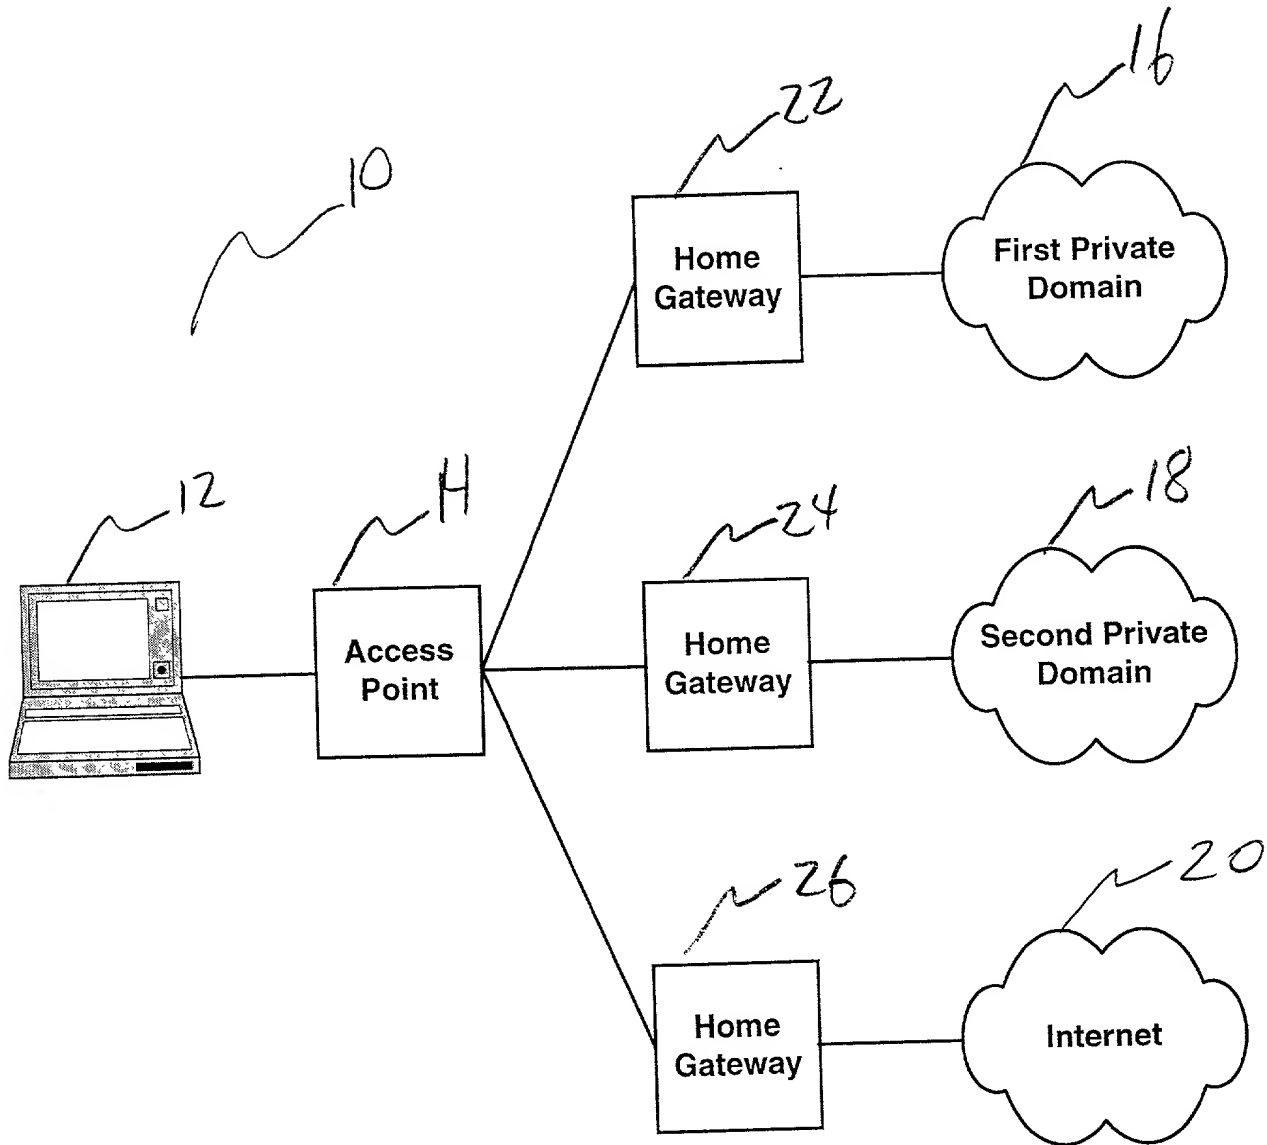 16
22
10
Home
Gateway
First Private
Domain
12
14
24
18
Access
Point
Home
Gateway
Second Private
Domain
26
20
Home
Gateway
Internet